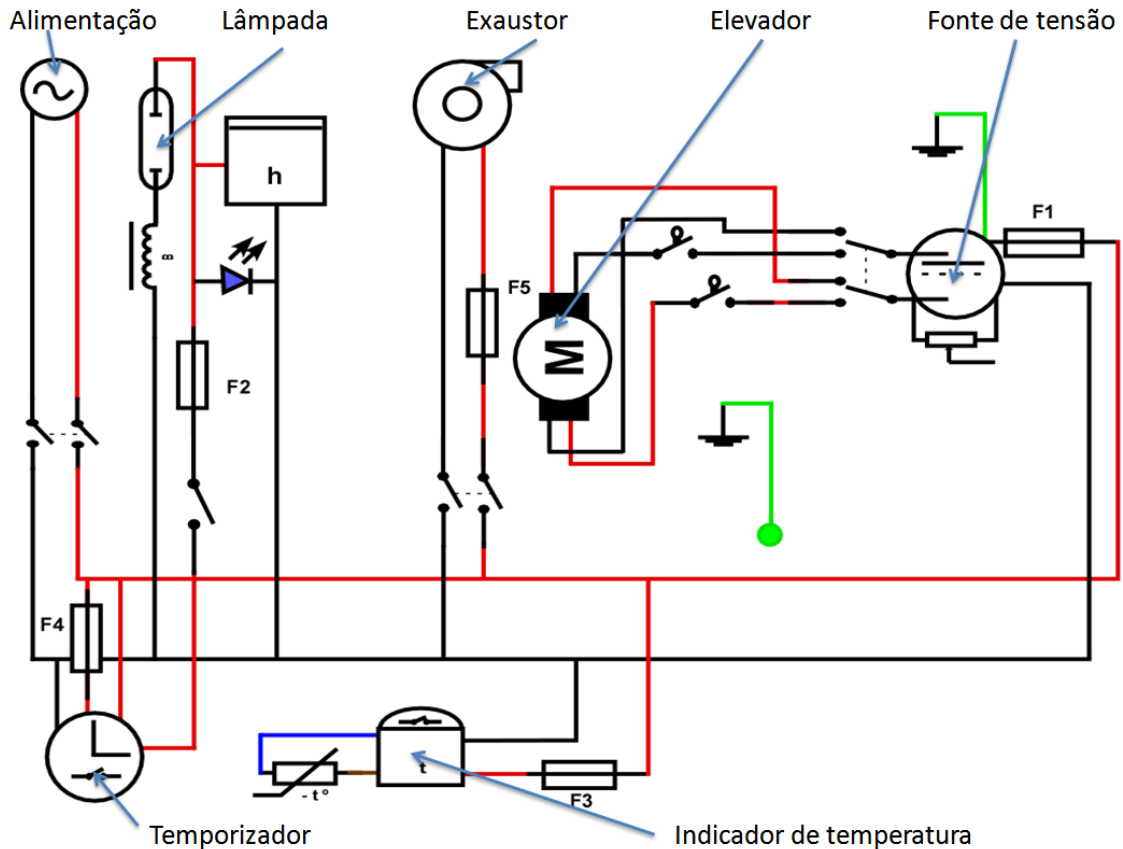 Alimentação
Lâmpada
Exaustor
Elevador
Fonte de tensão
h
F1
F5
F2
M
F4
t
-t°
F3
Temporizador
Indicador de temperatura